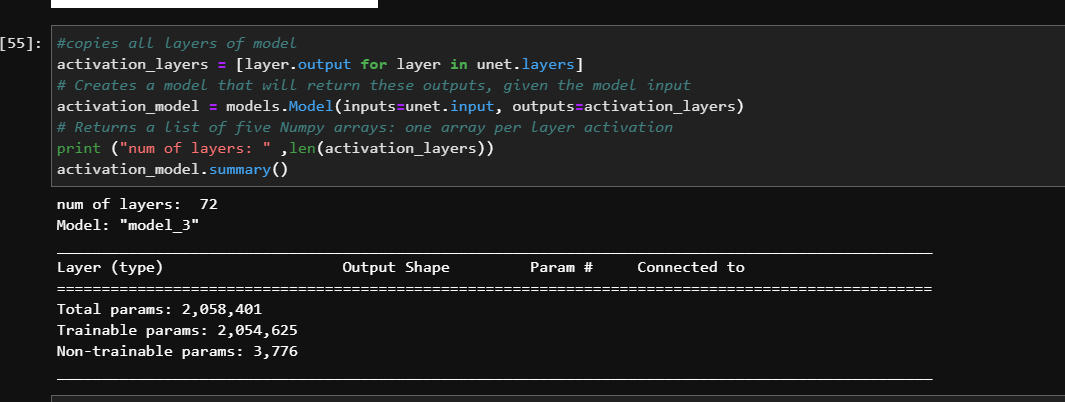 [55]: #copies all layers of model
activation_layers = [layer.output for layer in unet.layers]
# Creates a model that will return these outputs, given the model input
activation_model = models.Model(inputs=unet.input, outputs=activation_layers)
# Returns a list of five Numpy arrays: one array per layer activation
print ("num of layers: " ,len(activation_layers))
activation_model.summary()
num of layers:  72
Model: "model_3"
Layer (type) Output Shape Param # Connected to
Total params: 2,058,401
Trainable params: 2,054,625
Non-trainable params: 3,776